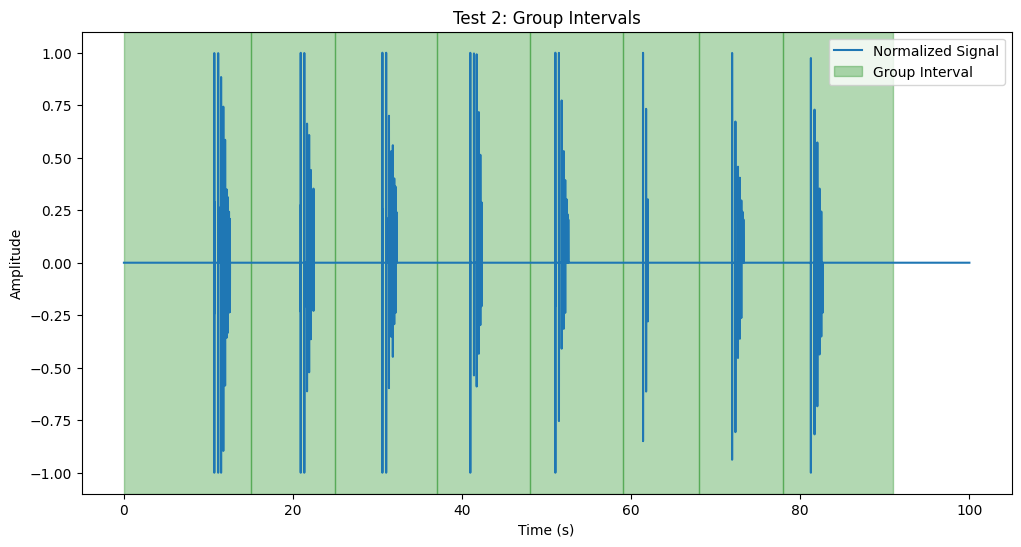 Test 2: Group Intervals
Normalized Signal
Group Interval
Amplitude
1.00
0.75
0.50
0.25
0.00
−0.25
−0.50
−0.75
−1.00
0 20 40 60 80 100
Time (s)